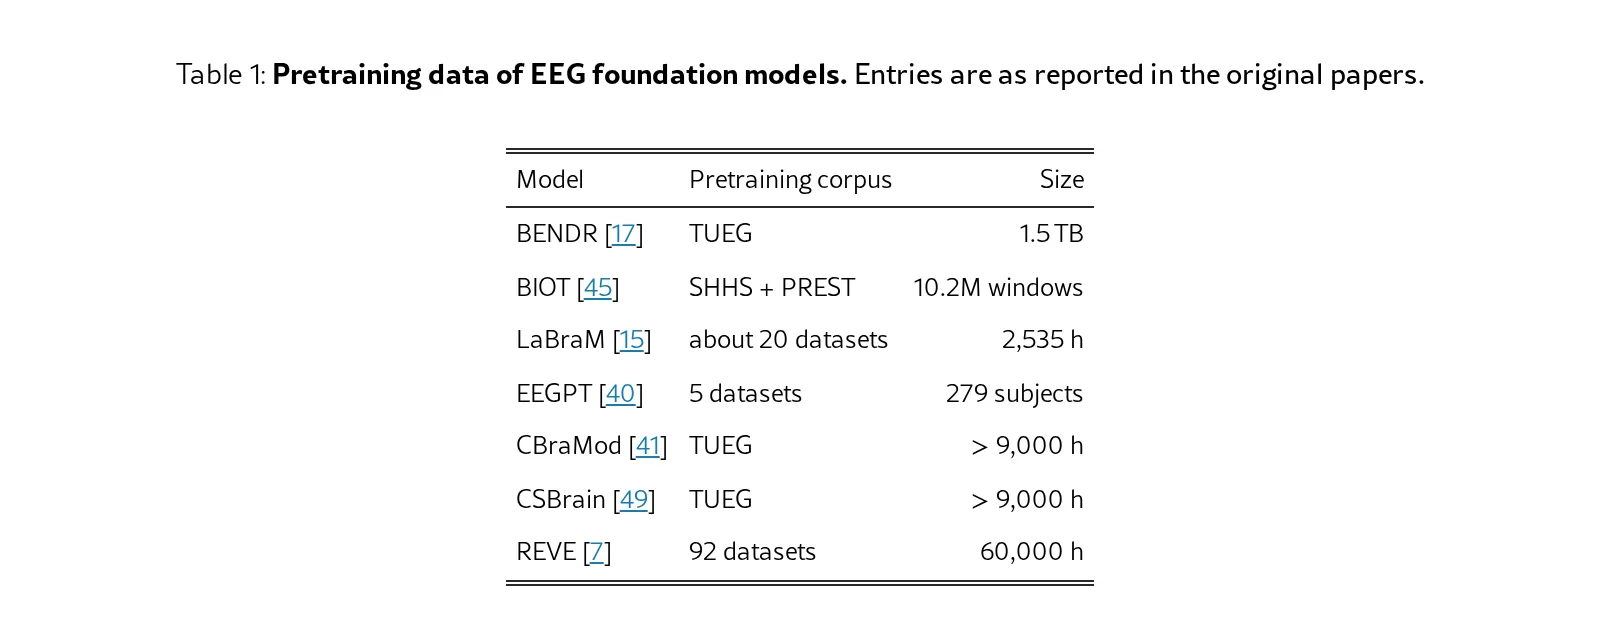 Table 1: Pretraining data of EEG foundation models. Entries are as reported in the original papers.
Model Pretraining corpus Size
BENDR [17] TUEG 1.5 TB
BIOT [45] SHHS + PREST 10.2M windows
LaBraM [15] about 20 datasets 2,535 h
EEGPT [40] 5 datasets 279 subjects
CBraMod [41] TUEG > 9,000 h
CSBrain [49] TUEG > 9,000 h
REVE [7] 92 datasets 60,000 h